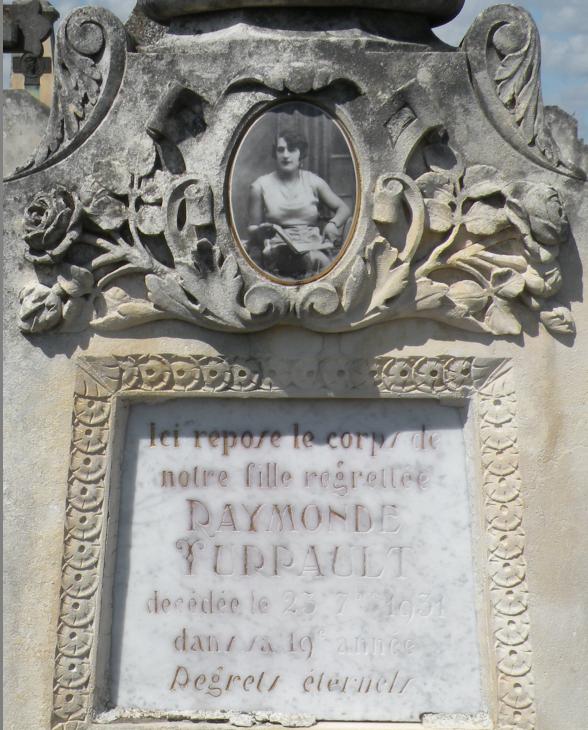 Ici repose le corps de
notre fille regrettée
RAYMONDE
TURPAULT
décédée le 23 7bre 1931
dans sa 19e année
Regrets éternels